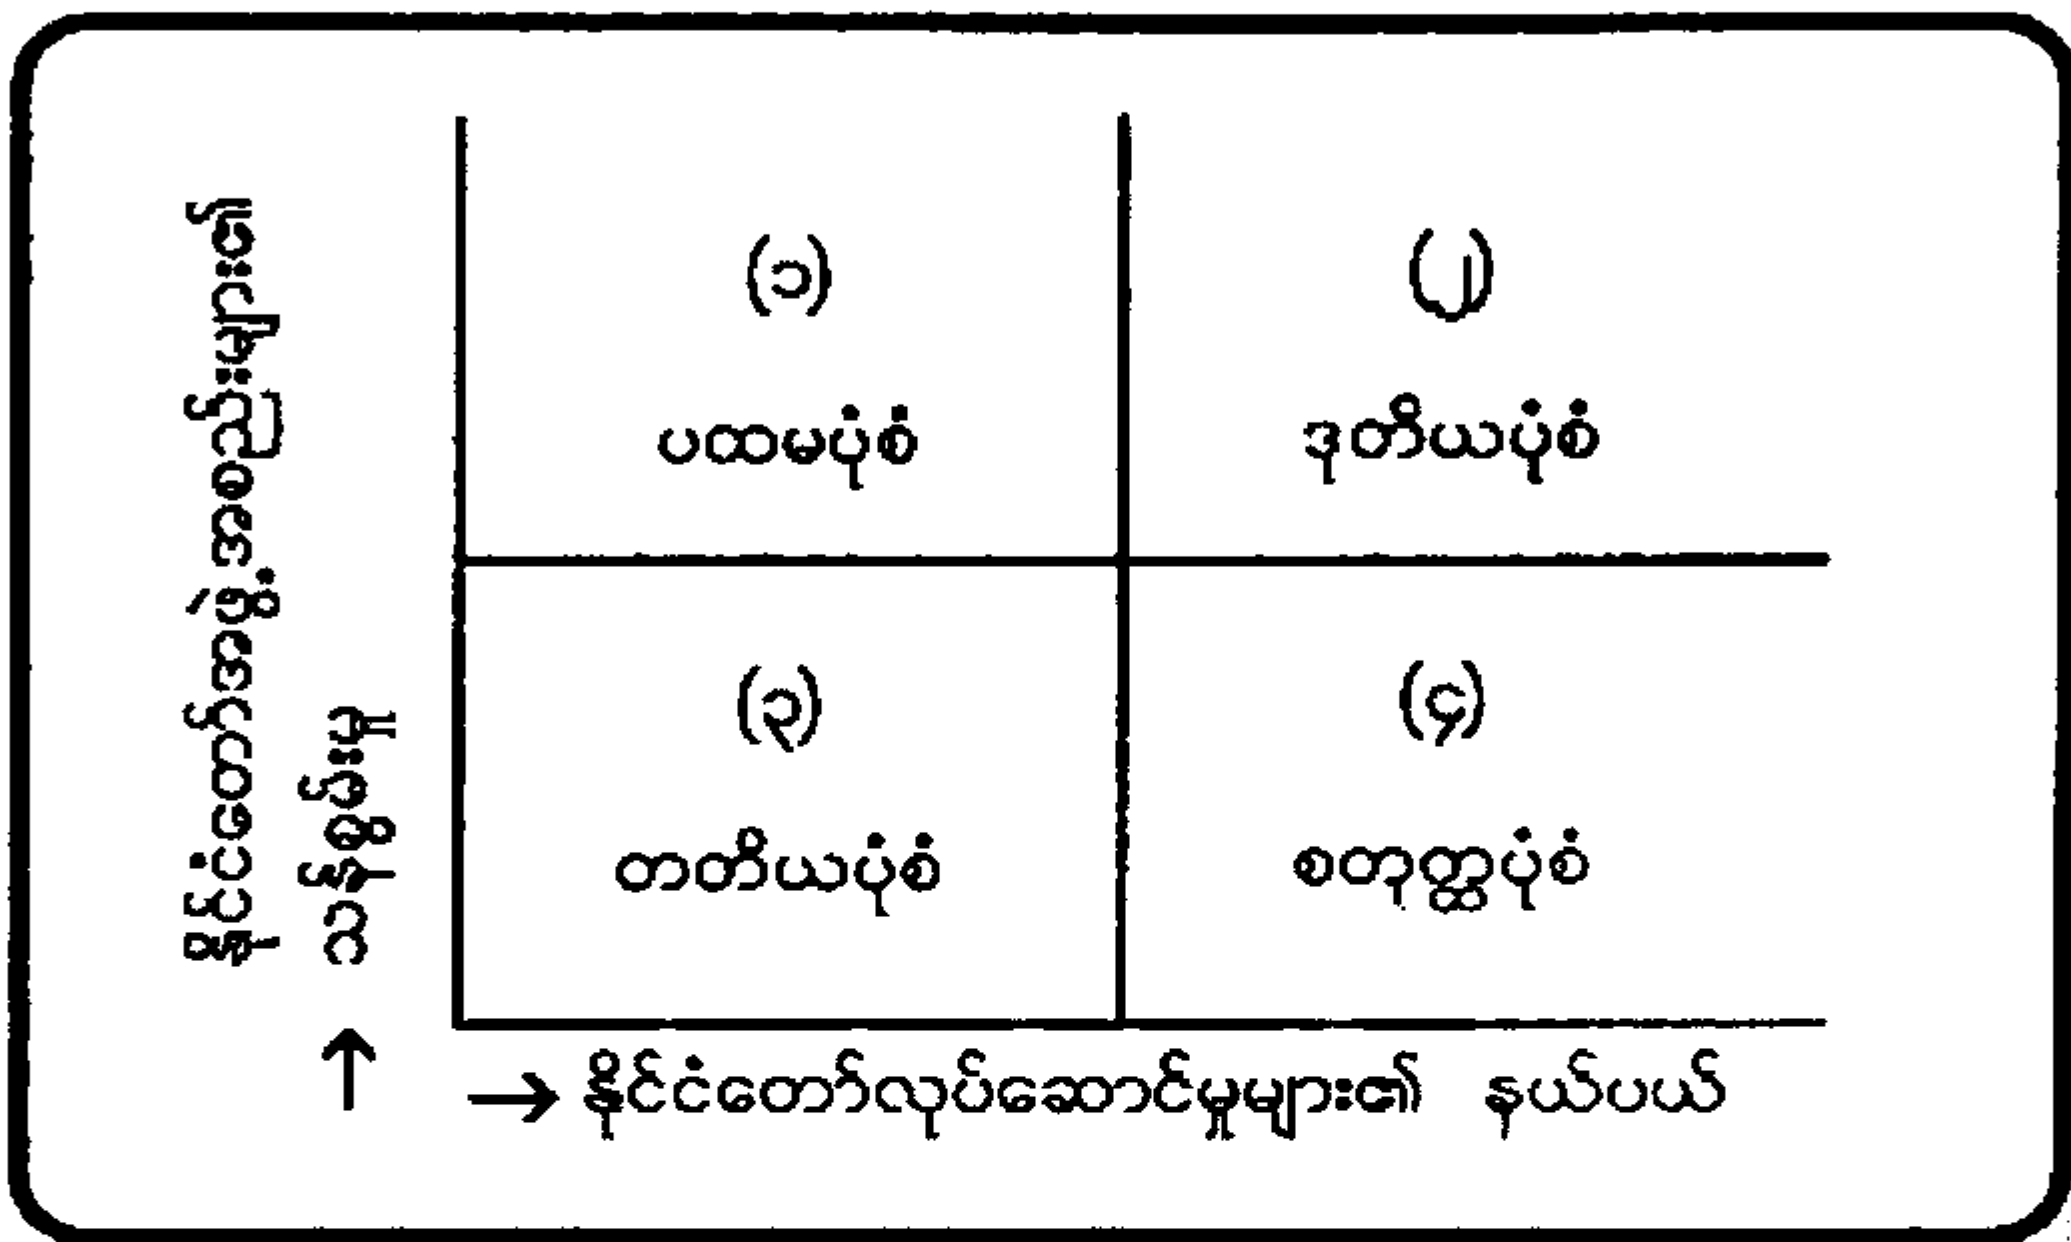 နိုင်ငံတော်အဖွဲ့ အစည်းများ၏
သန်စွမ်းမှု
(၁)
ပထမပုံစံ
(၂)
ဒုတိယပုံစံ
(၃)
တတိယပုံစံ
(၄)
စတုတ္ထပုံစံ
↑
→ နိုင်ငံတော်လုပ်ဆောင်မှုများ၏ နယ်ပယ်